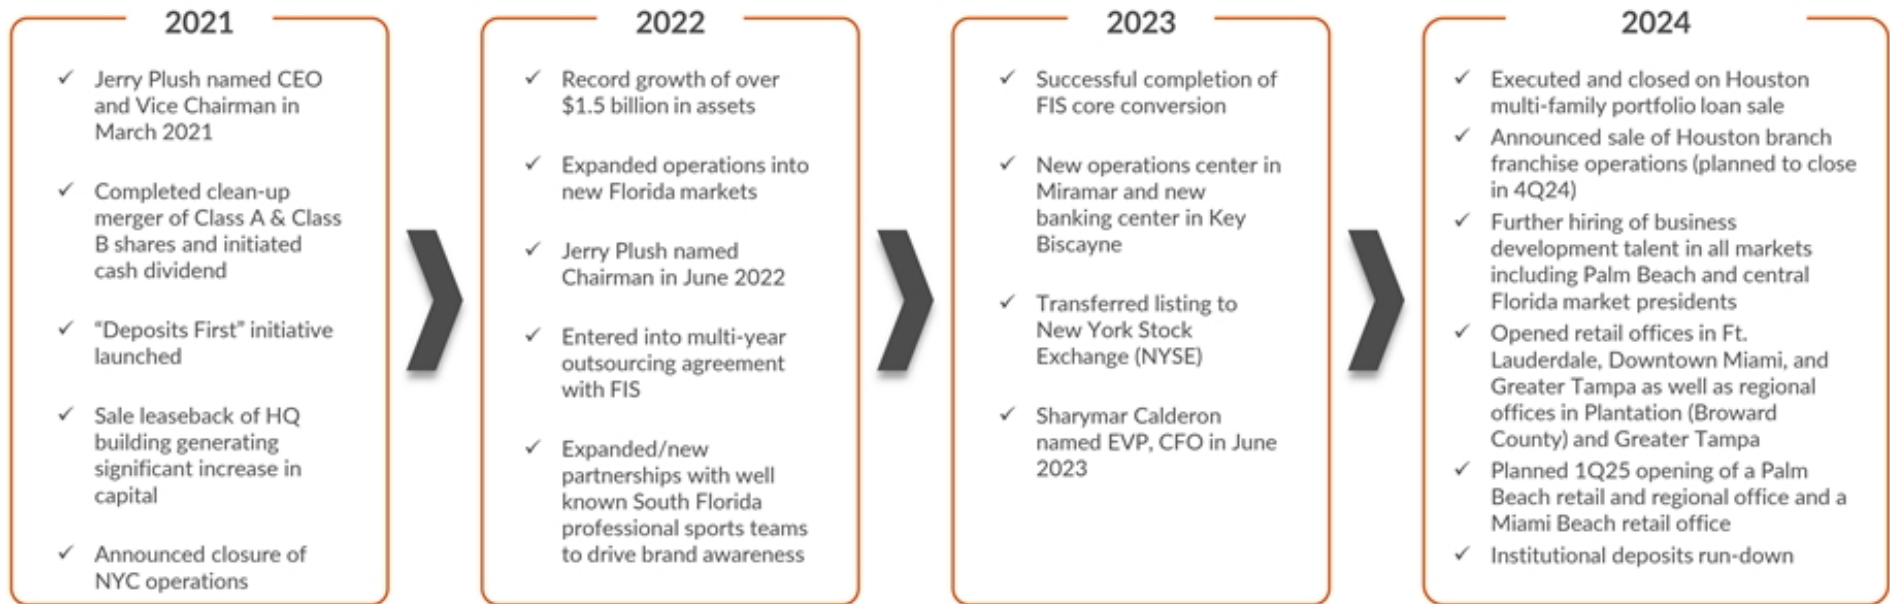 2021
✓ Jerry Plush named CEO
and Vice Chairman in
March 2021
✓ Completed clean-up
merger of Class A & Class
B shares and initiated
cash dividend
✓ “Deposits First” initiative
launched
✓ Sale leaseback of HQ
building generating
significant increase in
capital
✓ Announced closure of
NYC operations
2022
✓ Record growth of over
$1.5 billion in assets
✓ Expanded operations into
new Florida markets
✓ Jerry Plush named
Chairman in June 2022
✓ Entered into multi-year
outsourcing agreement
with FIS
✓ Expanded/new
partnerships with well
known South Florida
professional sports teams
to drive brand awareness
2023
✓ Successful completion of
FIS core conversion
✓ New operations center in
Miramar and new
banking center in Key
Biscayne
✓ Transferred listing to
New York Stock
Exchange (NYSE)
✓ Sharymar Calderon
named EVP, CFO in June
2023
2024
✓ Executed and closed on Houston
multi-family portfolio loan sale
✓ Announced sale of Houston branch
franchise operations (planned to close
in 4Q24)
✓ Further hiring of business
development talent in all markets
including Palm Beach and central
Florida market presidents
✓ Opened retail offices in Ft.
Lauderdale, Downtown Miami, and
Greater Tampa as well as regional
offices in Plantation (Broward
County) and Greater Tampa
✓ Planned 1Q25 opening of a Palm
Beach retail and regional office and a
Miami Beach retail office
✓ Institutional deposits run-down